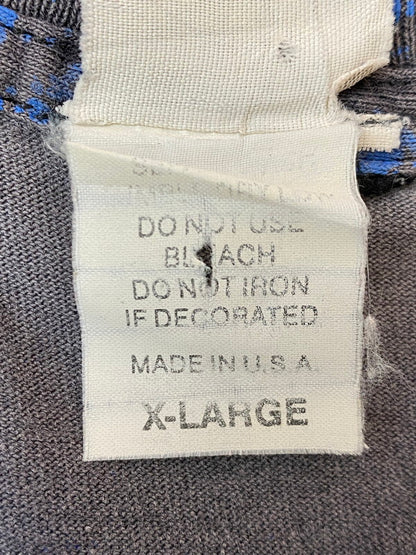 DO NOT USE
BLEACH
DO NOT IRON
IF DECORATED
MADE IN U.S.A.
X-LARGE